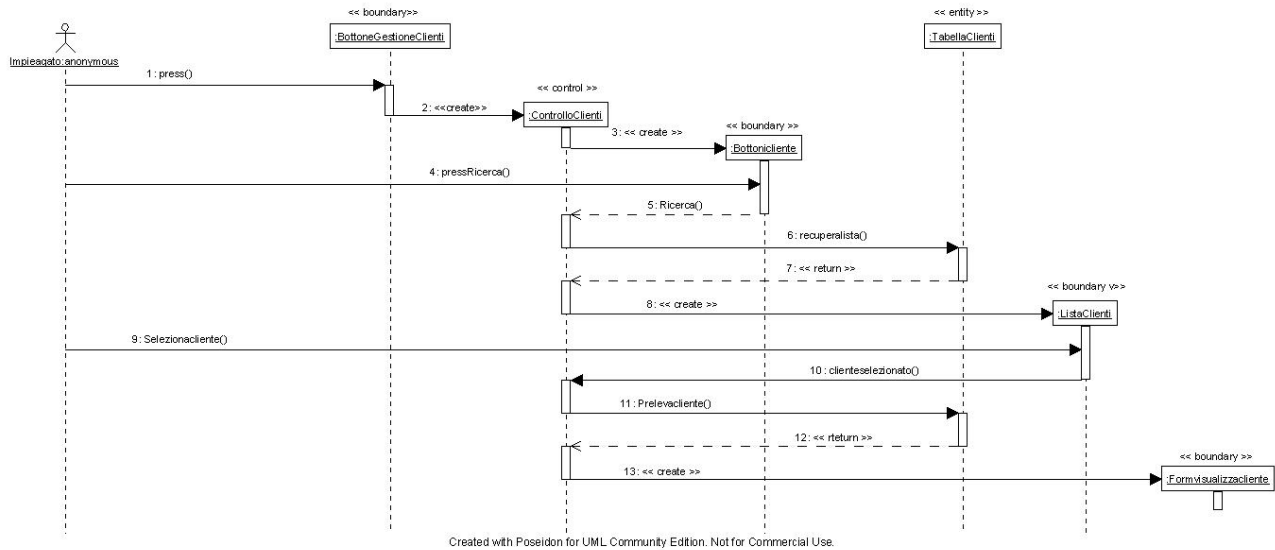 << boundary>>
<< entity >>
:BottoneGestioneClienti
:TabellaClienti
Impieagato:anonymous
1 : press()
<< control >>
2 : <<create>>
:ControlloClienti
<< boundary >>
3 : << create >>
:Bottonicliente
4 : pressRicerca()
5 : Ricerca()
6 : recuperalista()
7 : << return >>
<< boundary v>>
8 : << create >>
:ListaClienti
9 : Selezionacliente()
10 : clienteselezionato()
11 : Prelevacliente()
12 : << rteturn >>
<< boundary >>
13 : << create >>
:Formvisualizzacliente
Created with Poseidon for UML Community Edition. Not for Commercial Use.